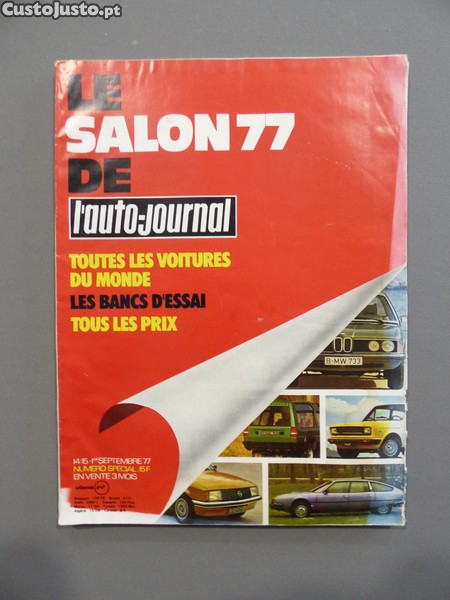 CustoJusto.pt
LE
SALON 77
DE
l'auto-journal
TOUTES LES VOITURES
DU MONDE
LES BANCS D'ESSAI
TOUS LES PRIX
B-MW 733
14-15 - 1er SEPTEMBRE 77
NUMERO SPECIAL 15F
EN VENTE 3 MOIS